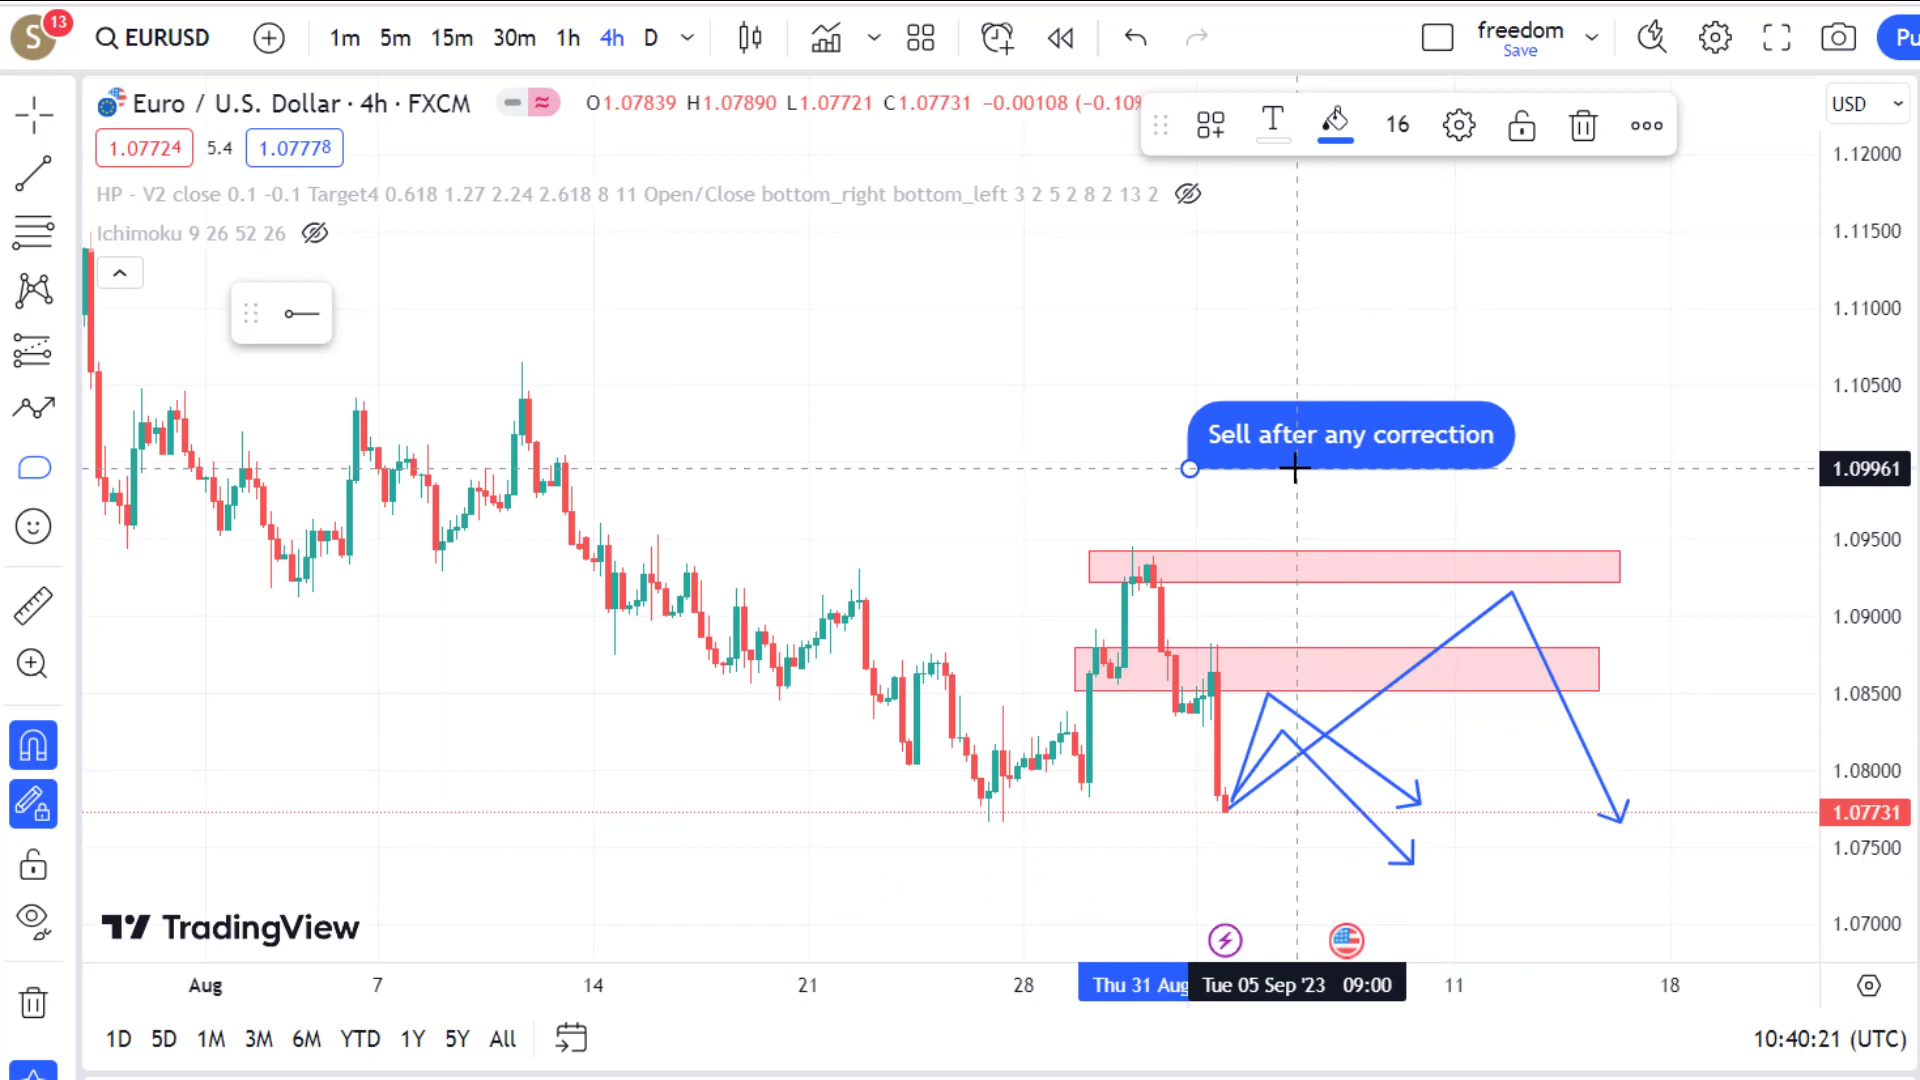 S
13
EURUSD
1m 5m 15m 30m 1h 4h D
freedom
Save
Pu
Euro / U.S. Dollar · 4h · FXCM
O1.07839 H1.07890 L1.07721 C1.07731 −0.00108 (−0.10%
T
16
USD
1.07724 5.4 1.07778
HP - V2 close 0.1 -0.1 Target4 0.618 1.27 2.24 2.618 8 11 Open/Close bottom_right bottom_left 3 2 5 2 8 2 13 2
Ichimoku 9 26 52 26
1.12000
1.11500
1.11000
1.10500
Sell after any correction
1.09961
1.09500
1.09000
1.08500
1.08000
1.07731
1.07500
1.07000
TradingView
Aug 7 14 21 28 Thu 31 Aug Tue 05 Sep '23 09:00 11 18
1D 5D 1M 3M 6M YTD 1Y 5Y All
10:40:21 (UTC)